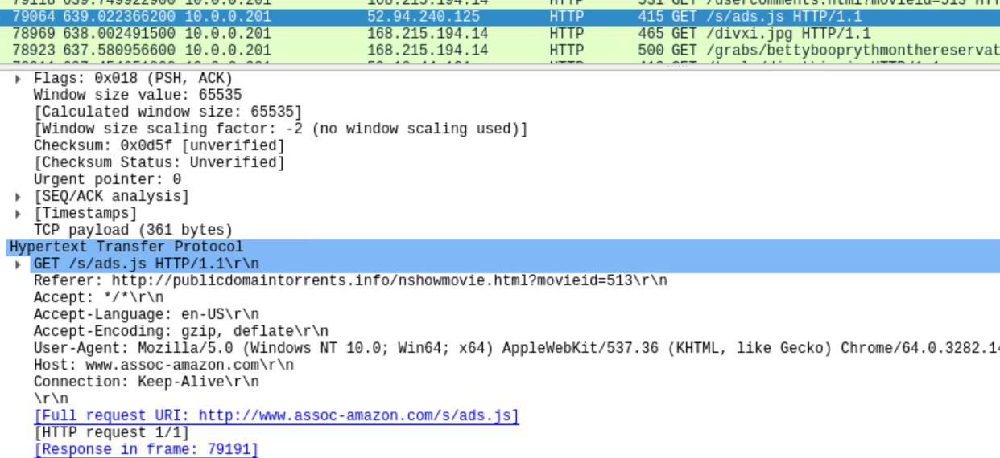 79118 639.749922900 10.0.0.201 168.215.194.14 HTTP 531 GET /usercomments.html?movieid=513
79064 639.022366200 10.0.0.201 52.94.240.125 HTTP 415 GET /s/ads.js HTTP/1.1
78969 638.002491500 10.0.0.201 168.215.194.14 HTTP 465 GET /divxi.jpg HTTP/1.1
78923 637.580956600 10.0.0.201 168.215.194.14 HTTP 500 GET /grabs/bettybooprythmonthereservat
Flags: 0x018 (PSH, ACK)
Window size value: 65535
[Calculated window size: 65535]
[Window size scaling factor: -2 (no window scaling used)]
Checksum: 0x0d5f [unverified]
[Checksum Status: Unverified]
Urgent pointer: 0
[SEQ/ACK analysis]
[Timestamps]
TCP payload (361 bytes)
Hypertext Transfer Protocol
GET /s/ads.js HTTP/1.1\r\n
Referer: http://publicdomaintorrents.info/nshowmovie.html?movieid=513\r\n
Accept: */*\r\n
Accept-Language: en-US\r\n
Accept-Encoding: gzip, deflate\r\n
User-Agent: Mozilla/5.0 (Windows NT 10.0; Win64; x64) AppleWebKit/537.36 (KHTML, like Gecko) Chrome/64.0.3282.14
Host: www.assoc-amazon.com\r\n
Connection: Keep-Alive\r\n
\r\n
[Full request URI: http://www.assoc-amazon.com/s/ads.js]
[HTTP request 1/1]
[Response in frame: 79191]